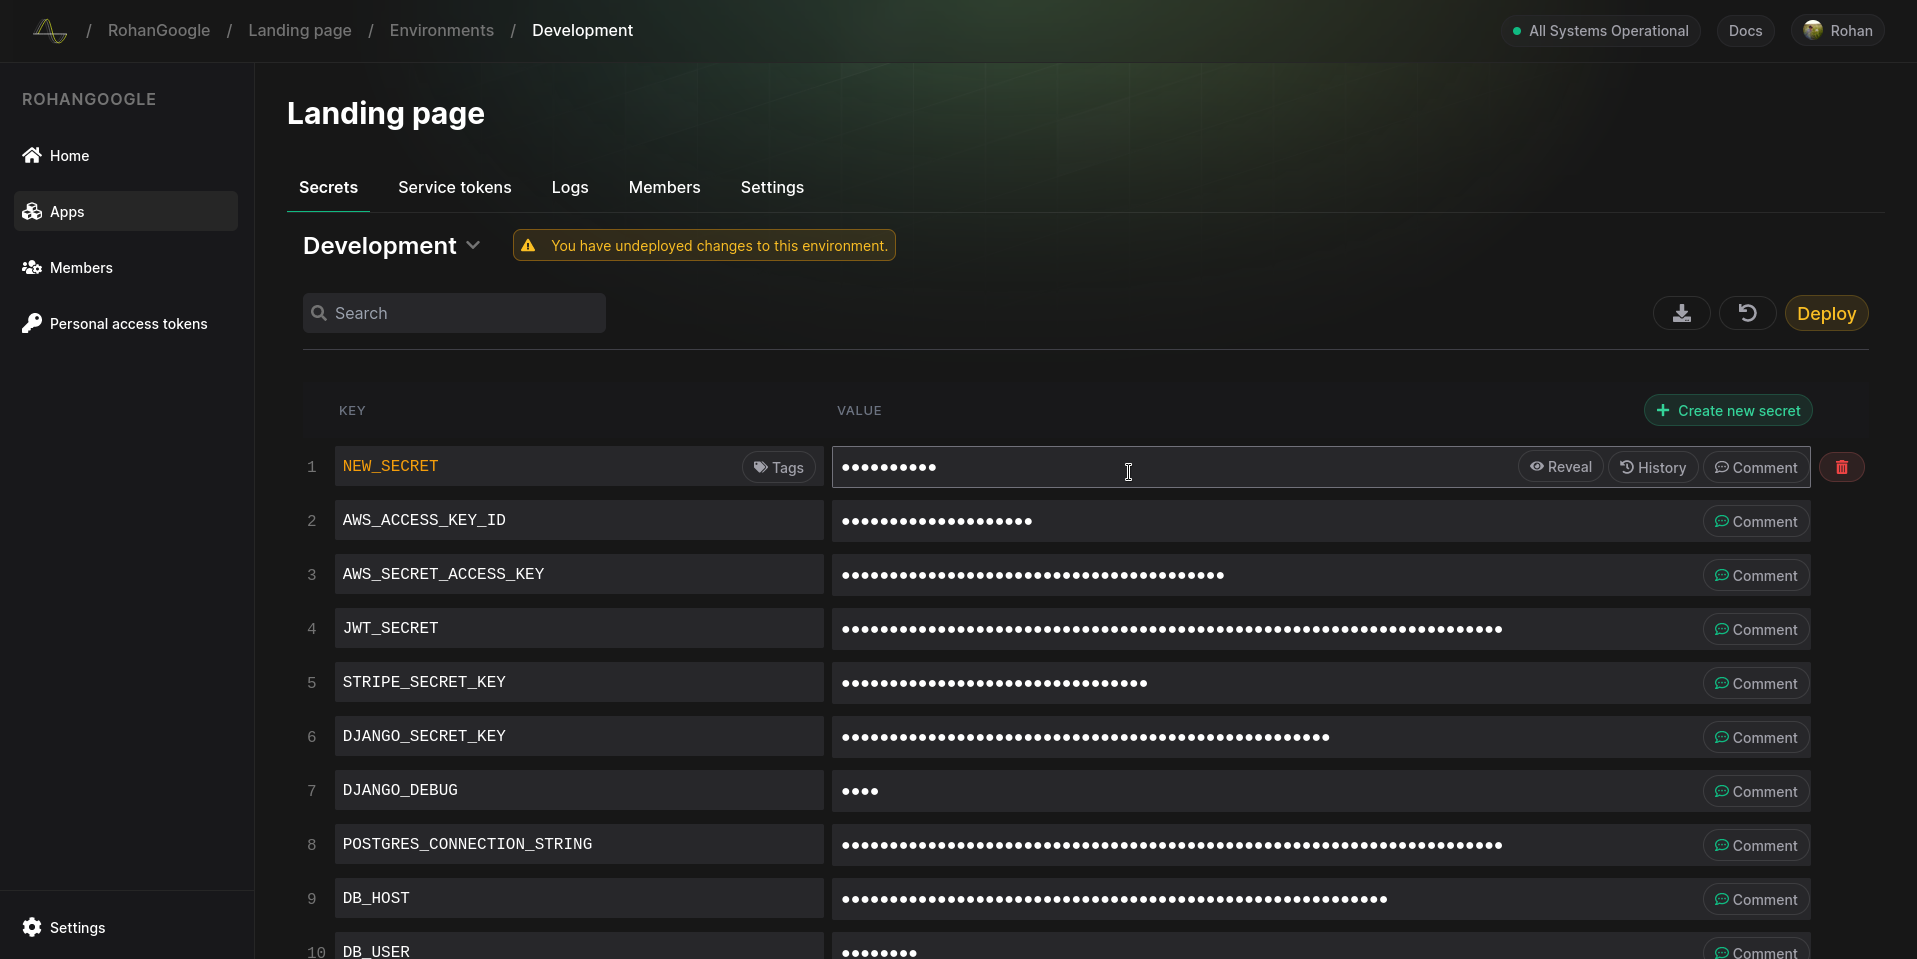 / RohanGoogle / Landing page / Environments / Development
All Systems Operational Docs Rohan
ROHANGOOGLE
Home
Apps
Members
Personal access tokens
Settings
Landing page
Secrets Service tokens Logs Members Settings
Development
You have undeployed changes to this environment.
Search
Deploy
KEY VALUE
Create new secret
1 NEW_SECRET Tags •••••••••• Reveal History Comment
2 AWS_ACCESS_KEY_ID •••••••••••••••••••• Comment
3 AWS_SECRET_ACCESS_KEY •••••••••••••••••••••••••••••••••••••••• Comment
4 JWT_SECRET ••••••••••••••••••••••••••••••••••••••••••••••••••••••••••••••••••••• Comment
5 STRIPE_SECRET_KEY •••••••••••••••••••••••••••••••• Comment
6 DJANGO_SECRET_KEY ••••••••••••••••••••••••••••••••••••••••••••••••••• Comment
7 DJANGO_DEBUG •••• Comment
8 POSTGRES_CONNECTION_STRING ••••••••••••••••••••••••••••••••••••••••••••••••••••••••••••••••••••• Comment
9 DB_HOST ••••••••••••••••••••••••••••••••••••••••••••••••••••••••• Comment
10 DB_USER •••••••• Comment